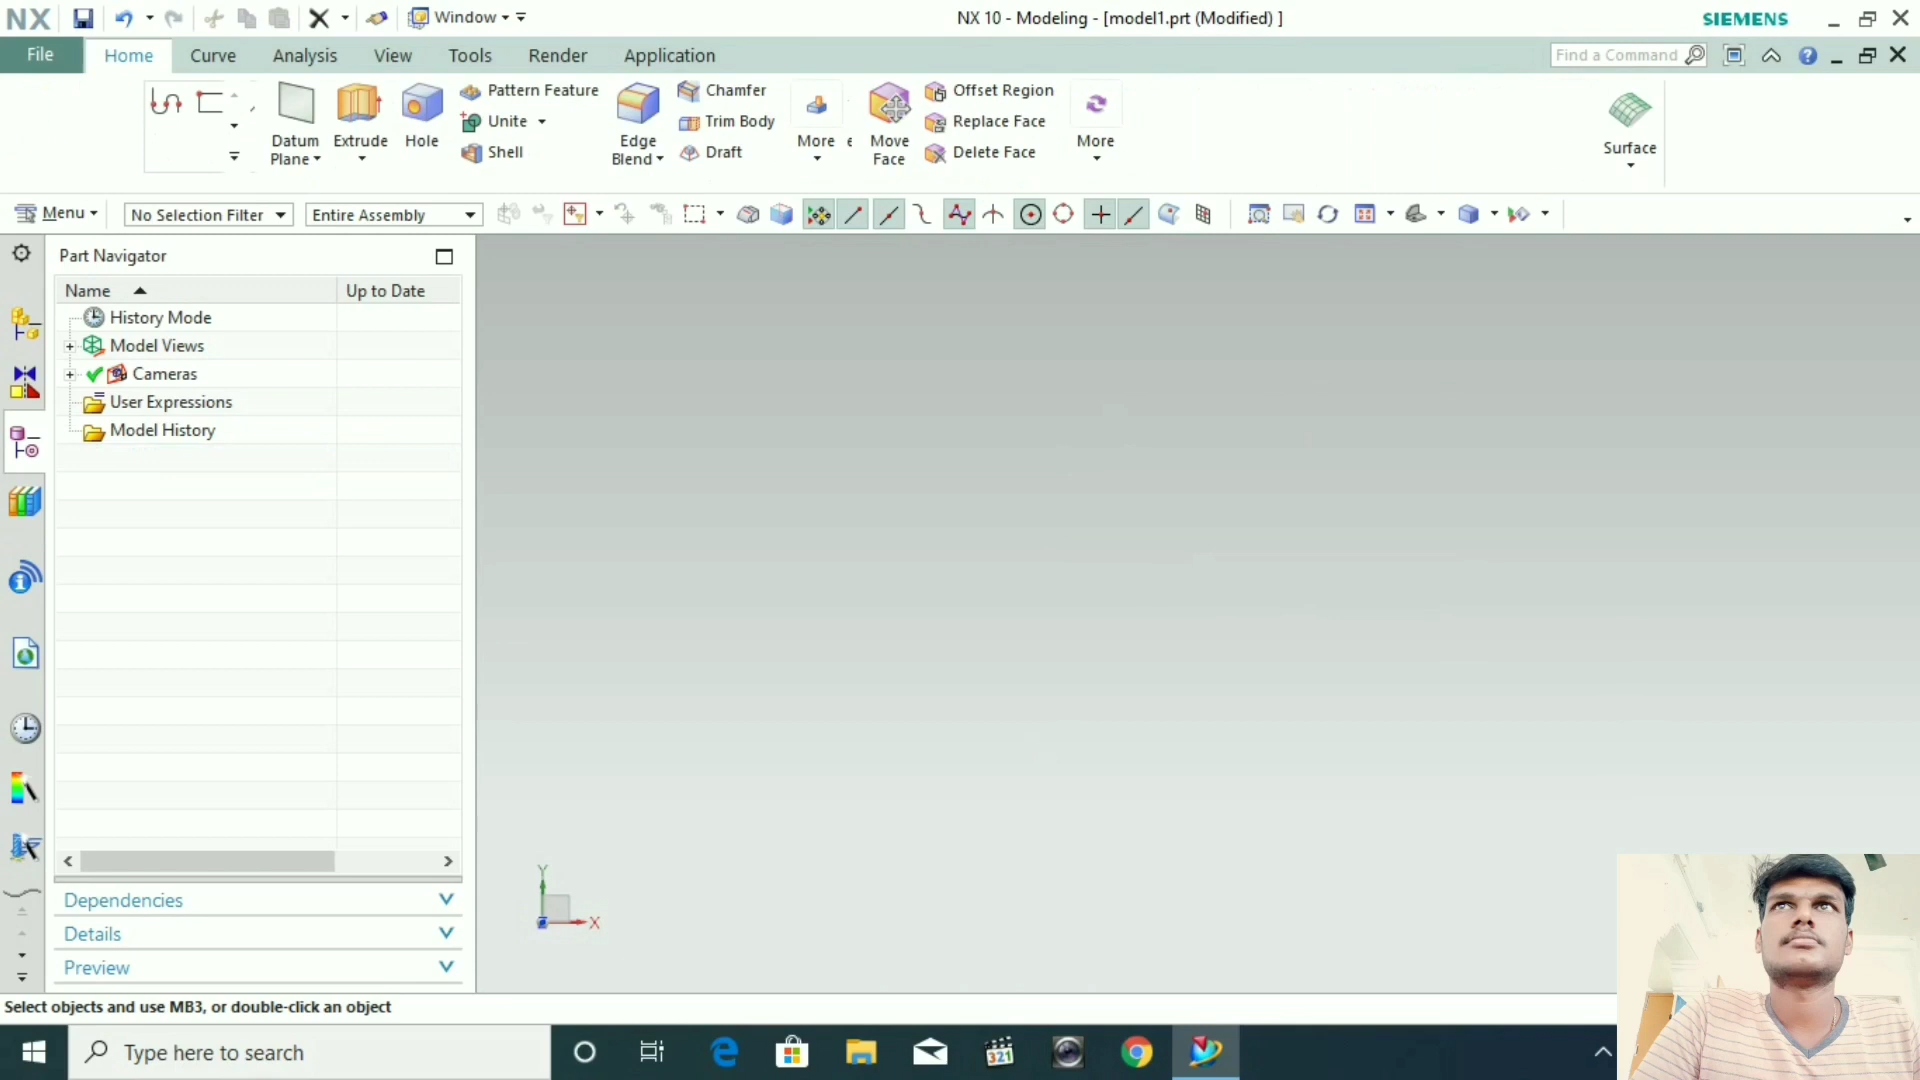 NX
Window
NX 10 - Modeling - [model1.prt (Modified) ]
SIEMENS
File
Home
Curve
Analysis
View
Tools
Render
Application
Find a Command
Datum Plane
Extrude
Hole
Pattern Feature
Unite
Shell
Edge Blend
Chamfer
Trim Body
Draft
More
e
Move Face
Offset Region
Replace Face
Delete Face
More
Surface
Menu
No Selection Filter
Entire Assembly
Part Navigator
Name
Up to Date
History Mode
Model Views
Cameras
User Expressions
Model History
Dependencies
Details
Preview
Y
X
Select objects and use MB3, or double-click an object
Type here to search
321